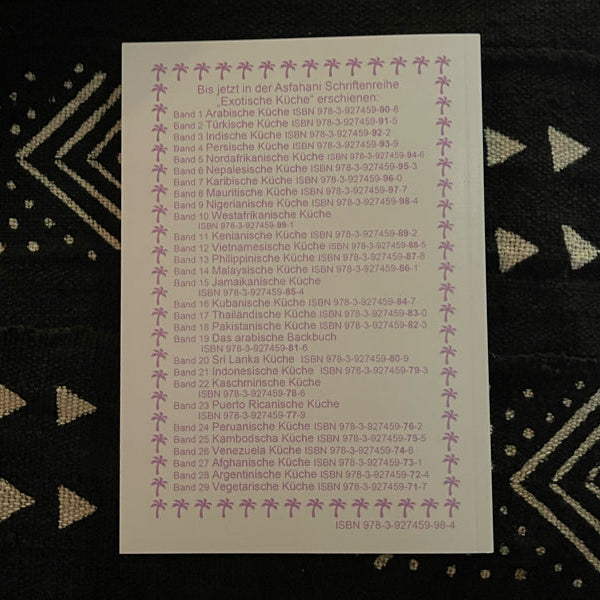 Bis jetzt in der Asfahani Schriftenreihe
„Exotische Küche" erschienen:
Band 1 Arabische Küche ISBN 978-3-927459-90-8
Band 2 Türkische Küche ISBN 978-3-927459-91-5
Band 3 Indische Küche ISBN 978-3-927459-92-2
Band 4 Persische Küche ISBN 978-3-927459-93-9
Band 5 Nordafrikanische Küche ISBN 978-3-927459-94-6
Band 6 Nepalesische Küche ISBN 978-3-927459-95-3
Band 7 Karibische Küche ISBN 978-3-927459-96-0
Band 8 Mauritische Küche ISBN 978-3-927459-97-7
Band 9 Nigerianische Küche ISBN 978-3-927459-98-4
Band 10 Westafrikanische Küche
ISBN 978-3-927459-99-1
Band 11 Kenianische Küche ISBN 978-3-927459-89-2
Band 12 Vietnamesische Küche ISBN 978-3-927459-88-5
Band 13 Philippinische Küche ISBN 978-3-927459-87-8
Band 14 Malaysische Küche ISBN 978-3-927459-86-1
Band 15 Jamaikanische Küche
ISBN 978-3-927459-85-4
Band 16 Kubanische Küche ISBN 978-3-927459-84-7
Band 17 Thailändische Küche ISBN 978-3-927459-83-0
Band 18 Pakistanische Küche ISBN 978-3-927459-82-3
Band 19 Das arabische Backbuch
ISBN 978-3-927459-81-6
Band 20 Sri Lanka Küche ISBN 978-3-927459-80-9
Band 21 Indonesische Küche ISBN 978-3-927459-79-3
Band 22 Kaschmirische Küche
ISBN 978-3-927459-78-6
Band 23 Puerto Ricanische Küche
ISBN 978-3-927459-77-9
Band 24 Peruanische Küche ISBN 978-3-927459-76-2
Band 25 Kambodscha Küche ISBN 978-3-927459-75-5
Band 26 Venezuela Küche ISBN 978-3-927459-74-8
Band 27 Afghanische Küche ISBN 978-3-927459-73-1
Band 28 Argentinische Küche ISBN 978-3-927459-72-4
Band 29 Vegetarische Küche ISBN 978-3-927459-71-7
ISBN 978-3-927459-98-4